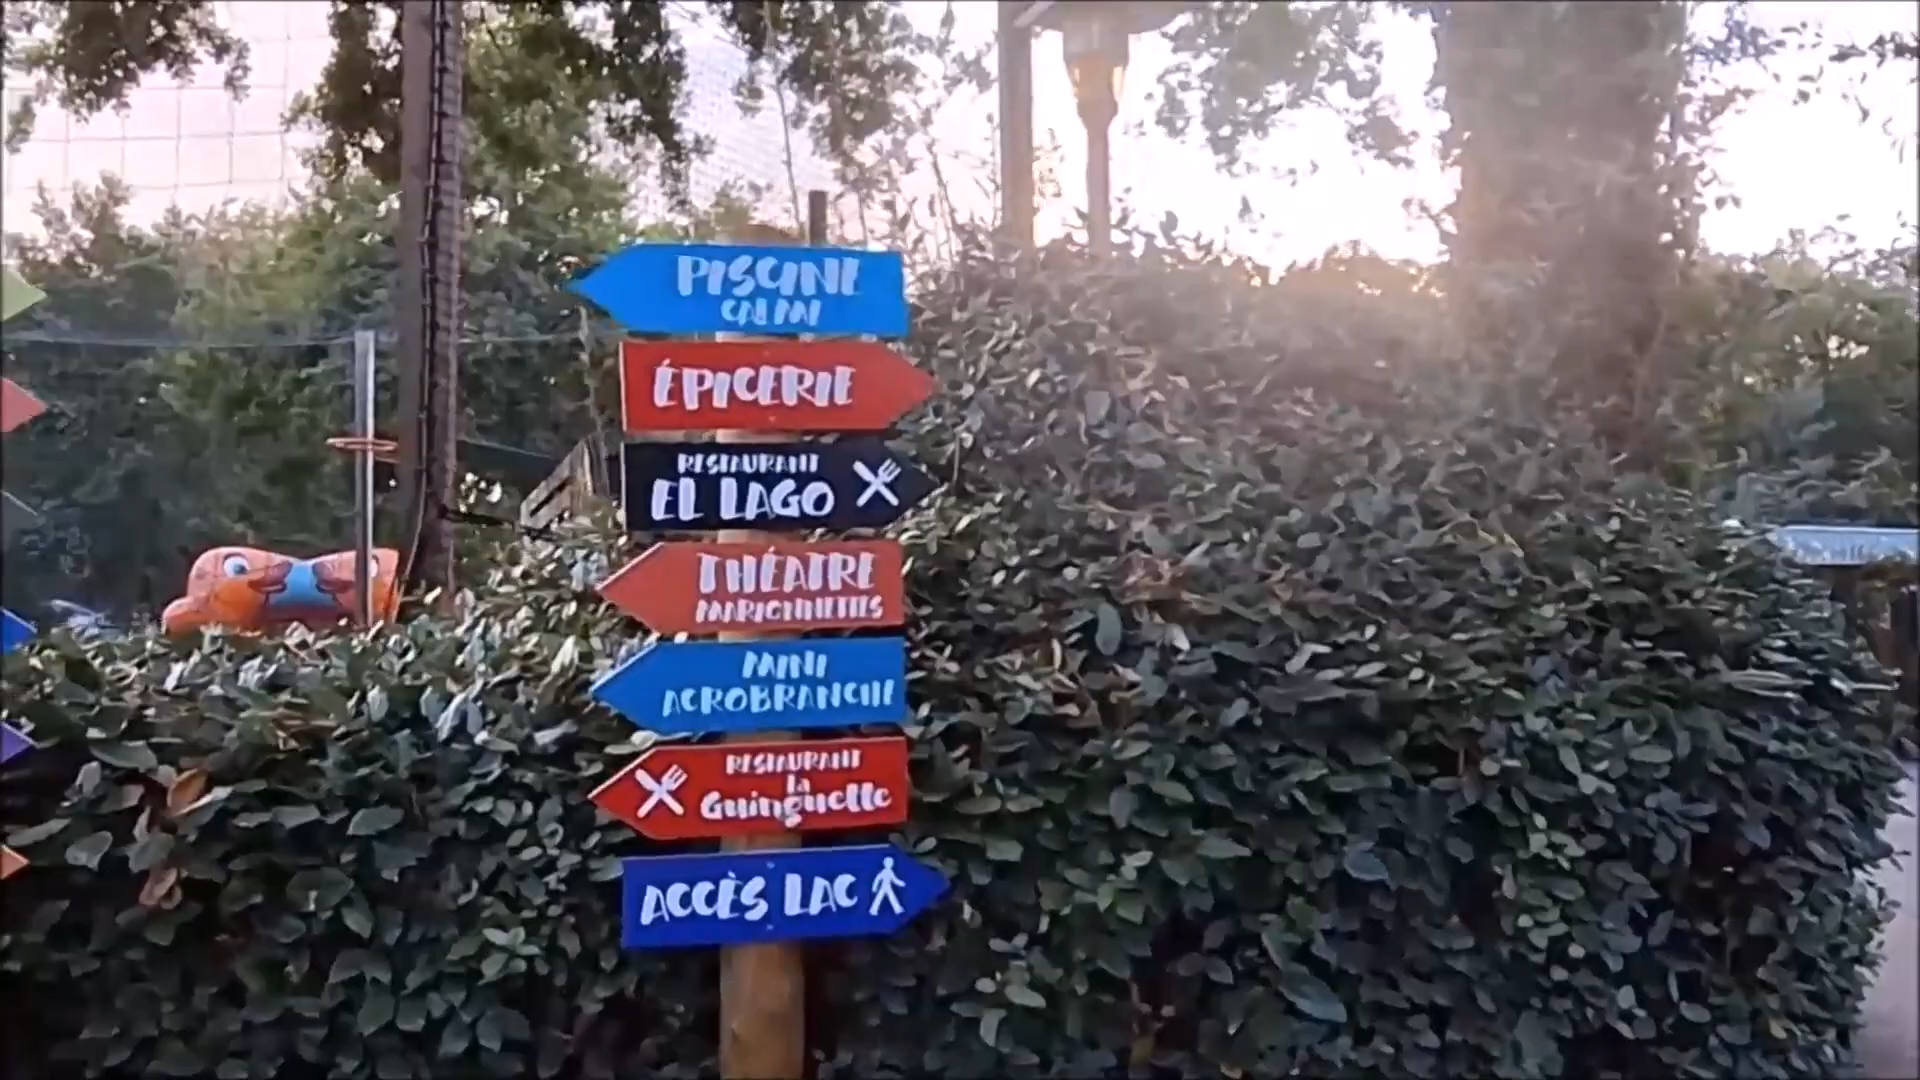 PISCINE
CALME
ÉPICERIE
RESTAURANT
EL LAGO
THÉATRE
MARIONNETTES
MINI
ACROBRANCHE
RESTAURANT
la
Guinguette
ACCÈS LAC